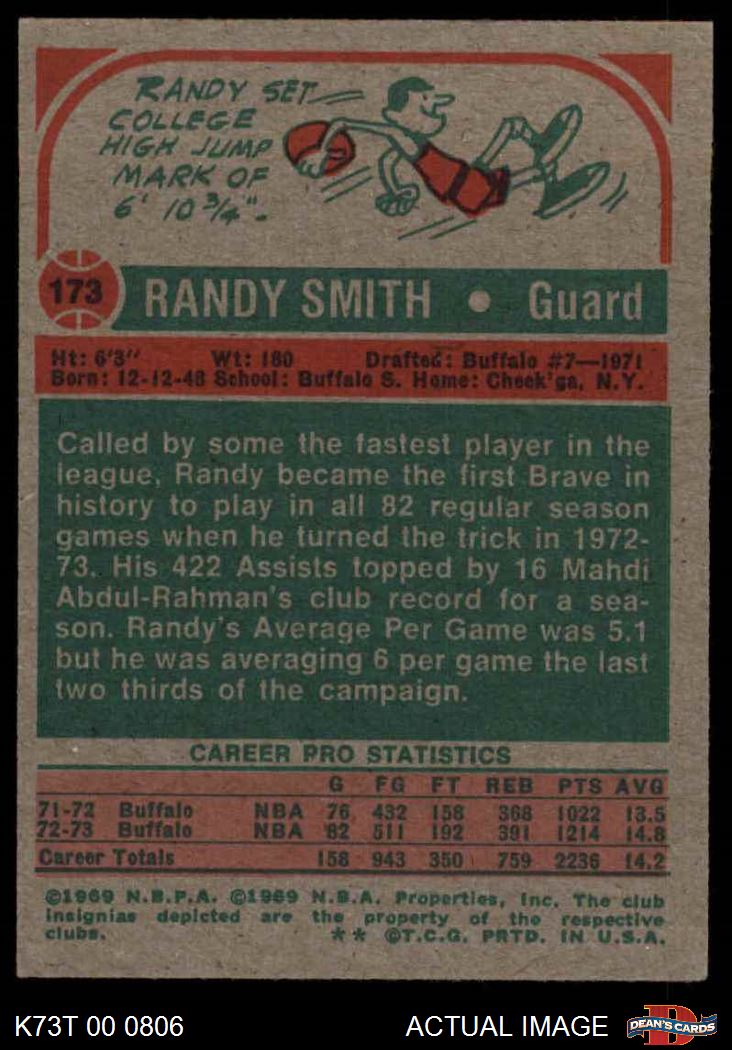 RANDY SET
COLLEGE
HIGH JUMP
MARK OF
6' 10 3/4".
173
RANDY SMITH • Guard
Ht: 6'3" Wt: 180 Drafted: Buffalo #7—1971
Born: 12-12-48 School: Buffalo S. Home: Cheek'ga, N.Y.
Called by some the fastest player in the
league, Randy became the first Brave in
history to play in all 82 regular season
games when he turned the trick in 1972-
73. His 422 Assists topped by 16 Mahdi
Abdul-Rahman's club record for a sea-
son. Randy's Average Per Game was 5.1
but he was averaging 6 per game the last
two thirds of the campaign.
CAREER PRO STATISTICS
G FG FT REB PTS AVG
71-72 Buffalo NBA 76 432 158 368 1022 13.5
72-73 Buffalo NBA 82 511 192 391 1214 14.8
Career Totals 158 943 350 759 2236 14.2
©1969 N.B.P.A. ©1969 N.B.A. Properties, Inc. The club
insignias depicted are the property of the respective
clubs. ** ©T.C.G. PRTD. IN U.S.A.
K73T 00 0806 ACTUAL IMAGE DEAN'S CARDS